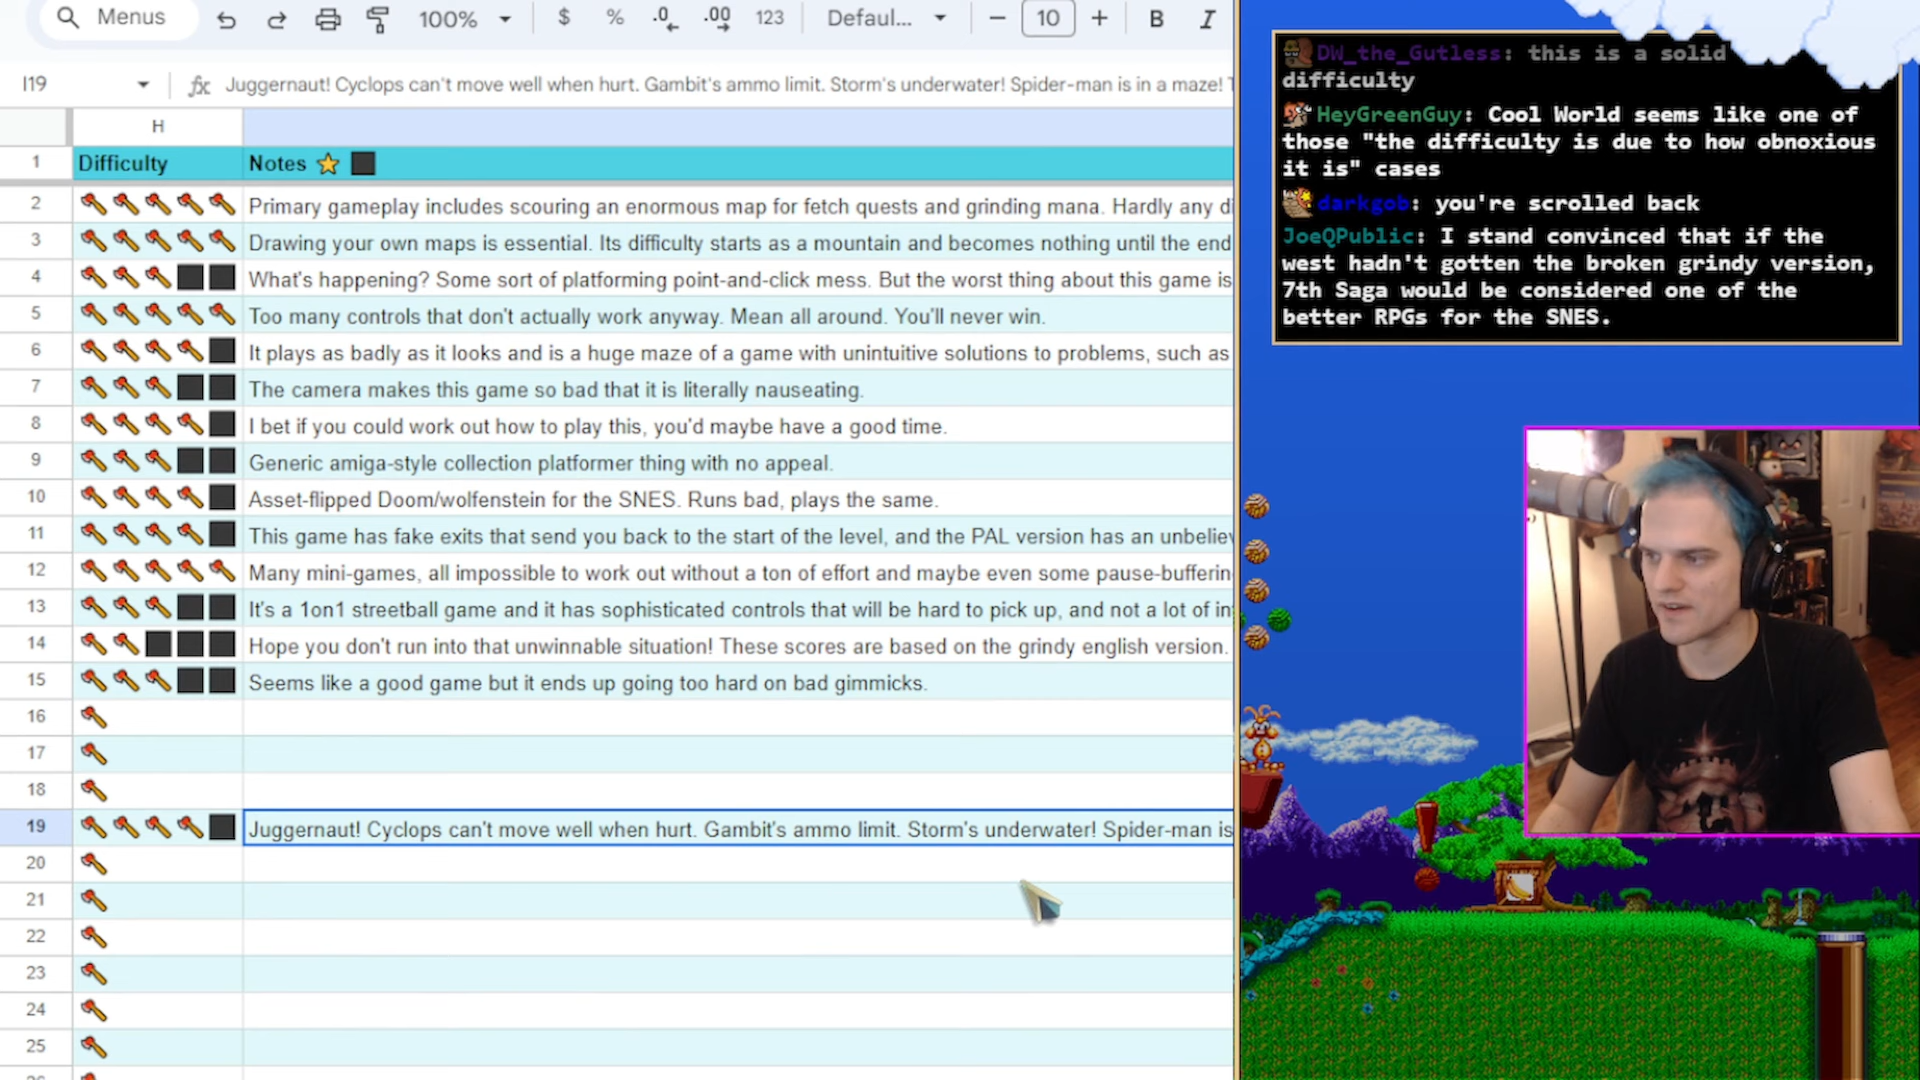 Menus
100%
$ % .0 .00 123
Defaul...
10
B I
I19
fx Juggernaut! Cyclops can't move well when hurt. Gambit's ammo limit. Storm's underwater! Spider-man is in a maze!
H
1 Difficulty Notes
2 Primary gameplay includes scouring an enormous map for fetch quests and grinding mana. Hardly any di
3 Drawing your own maps is essential. Its difficulty starts as a mountain and becomes nothing until the end
4 What's happening? Some sort of platforming point-and-click mess. But the worst thing about this game is
5 Too many controls that don't actually work anyway. Mean all around. You'll never win.
6 It plays as badly as it looks and is a huge maze of a game with unintuitive solutions to problems, such as
7 The camera makes this game so bad that it is literally nauseating.
8 I bet if you could work out how to play this, you'd maybe have a good time.
9 Generic amiga-style collection platformer thing with no appeal.
10 Asset-flipped Doom/wolfenstein for the SNES. Runs bad, plays the same.
11 This game has fake exits that send you back to the start of the level, and the PAL version has an unbeliev
12 Many mini-games, all impossible to work out without a ton of effort and maybe even some pause-bufferin
13 It's a 1on1 streetball game and it has sophisticated controls that will be hard to pick up, and not a lot of in
14 Hope you don't run into that unwinnable situation! These scores are based on the grindy english version.
15 Seems like a good game but it ends up going too hard on bad gimmicks.
16
17
18
19 Juggernaut! Cyclops can't move well when hurt. Gambit's ammo limit. Storm's underwater! Spider-man is
20
21
22
23
24
25
DW_the_Gutless: this is a solid
difficulty
HeyGreenGuy: Cool World seems like one of
those "the difficulty is due to how obnoxious
it is" cases
darkgob: you're scrolled back
JoeQPublic: I stand convinced that if the
west hadn't gotten the broken grindy version,
7th Saga would be considered one of the
better RPGs for the SNES.